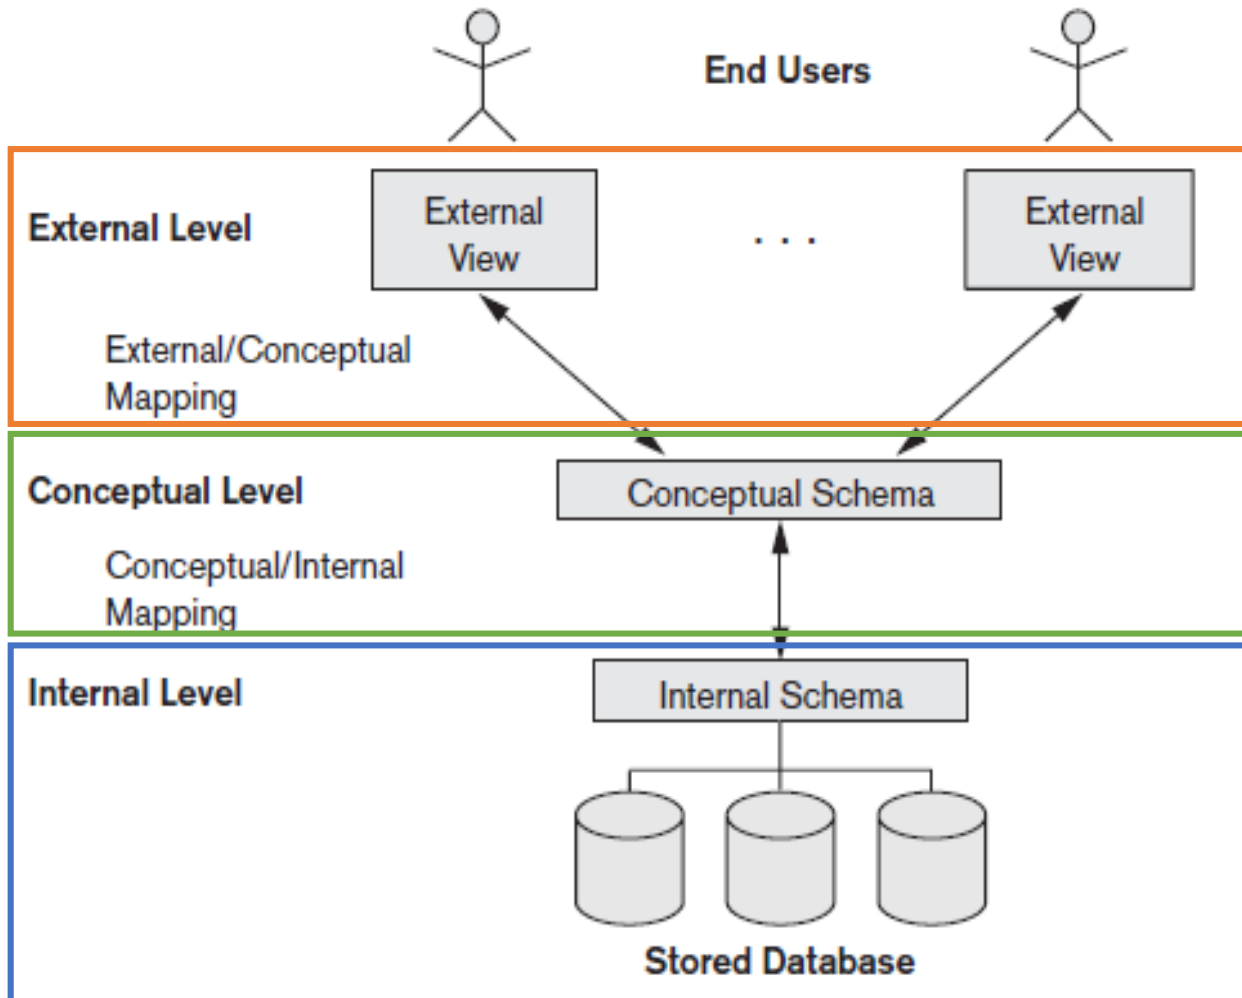 End Users
External Level
External
View
. . .
External
View
External/Conceptual
Mapping
Conceptual Level
Conceptual Schema
Conceptual/Internal
Mapping
Internal Level
Internal Schema
Stored Database